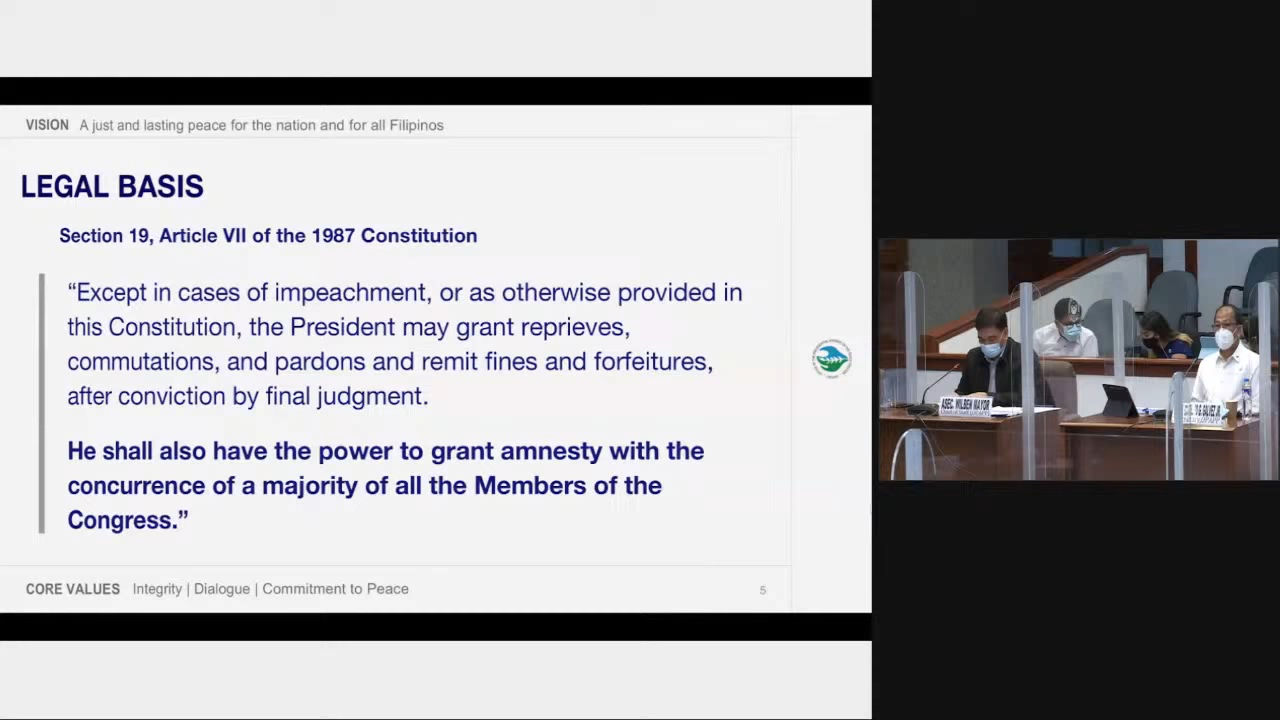 VISION A just and lasting peace for the nation and for all Filipinos
LEGAL BASIS
Section 19, Article VII of the 1987 Constitution
“Except in cases of impeachment, or as otherwise provided in
this Constitution, the President may grant reprieves,
commutations, and pardons and remit fines and forfeitures,
after conviction by final judgment.
He shall also have the power to grant amnesty with the
concurrence of a majority of all the Members of the
Congress.”
CORE VALUES Integrity | Dialogue | Commitment to Peace
5
ASEC. WILBEN MAYOR
G. GALVEZ JR.